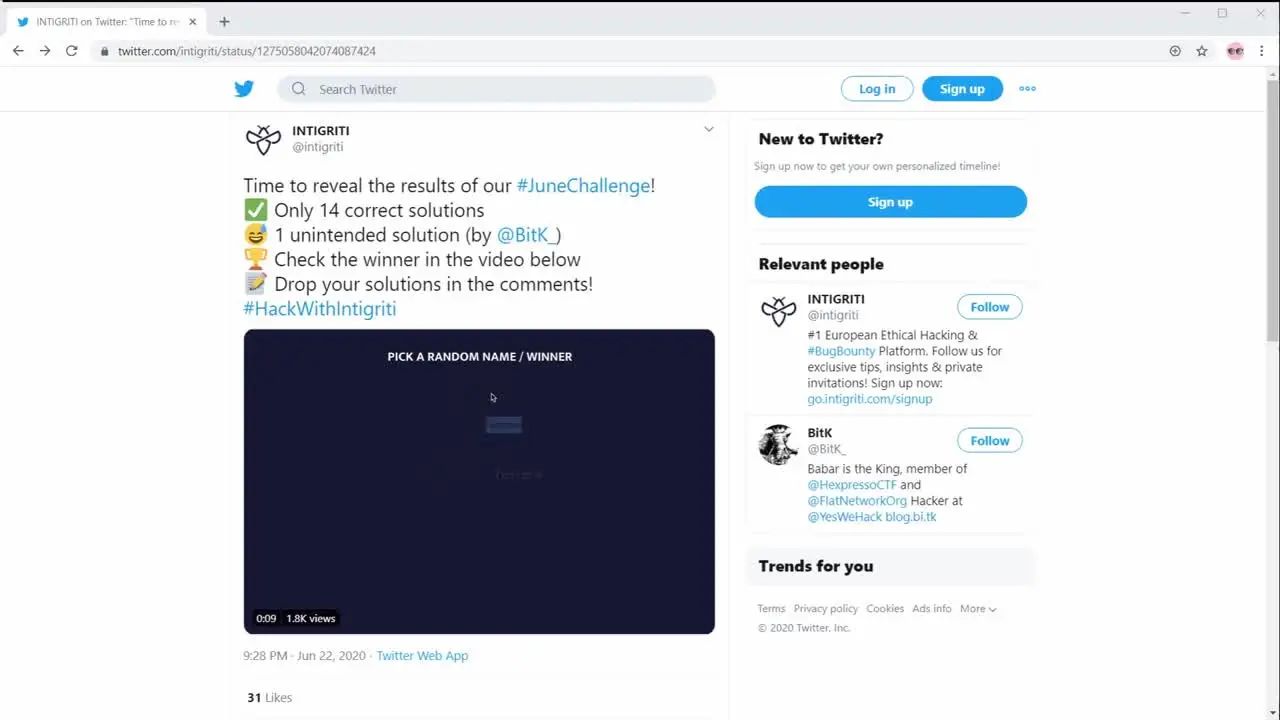 INTIGRITI on Twitter: "Time to re
twitter.com/intigriti/status/1275058042074087424
Search Twitter
Log in
Sign up
INTIGRITI
@intigriti
Time to reveal the results of our #JuneChallenge!
✅ Only 14 correct solutions
😅 1 unintended solution (by @BitK_)
🏆 Check the winner in the video below
📝 Drop your solutions in the comments!
#HackWithIntigriti
PICK A RANDOM NAME / WINNER
0:09 1.8K views
9:28 PM · Jun 22, 2020 · Twitter Web App
31 Likes
New to Twitter?
Sign up now to get your own personalized timeline!
Sign up
Relevant people
INTIGRITI
@intigriti
Follow
#1 European Ethical Hacking &
#BugBounty Platform. Follow us for
exclusive tips, insights & private
invitations! Sign up now:
go.intigriti.com/signup
BitK
@BitK_
Follow
Babar is the King, member of
@HexpressoCTF and
@FlatNetworkOrg Hacker at
@YesWeHack blog.bi.tk
Trends for you
Terms Privacy policy Cookies Ads info More
© 2020 Twitter, Inc.